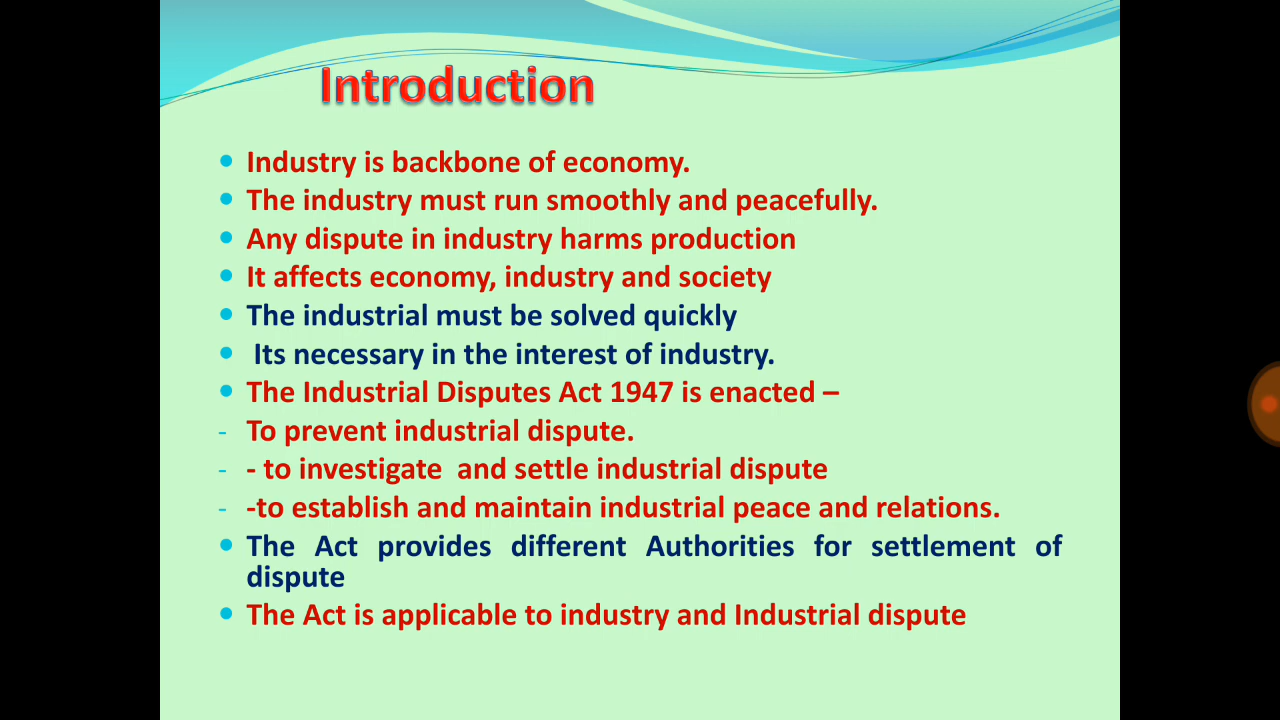 Introduction
• Industry is backbone of economy.
• The industry must run smoothly and peacefully.
• Any dispute in industry harms production
• It affects economy, industry and society
• The industrial must be solved quickly
• Its necessary in the interest of industry.
• The Industrial Disputes Act 1947 is enacted –
- To prevent industrial dispute.
- - to investigate and settle industrial dispute
- -to establish and maintain industrial peace and relations.
• The Act provides different Authorities for settlement of
dispute
• The Act is applicable to industry and Industrial dispute